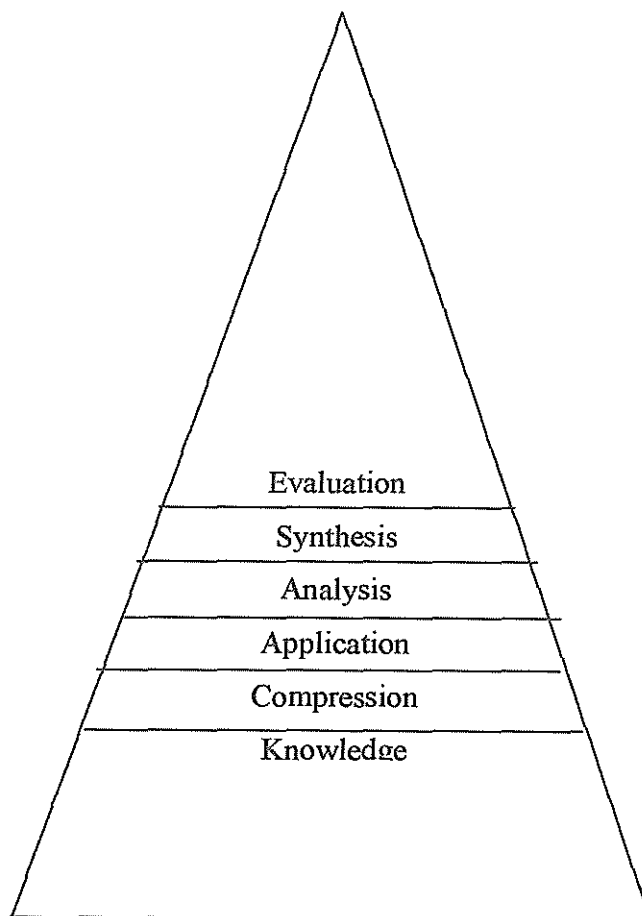 Evaluation
Synthesis
Analysis
Application
Compression
Knowledge